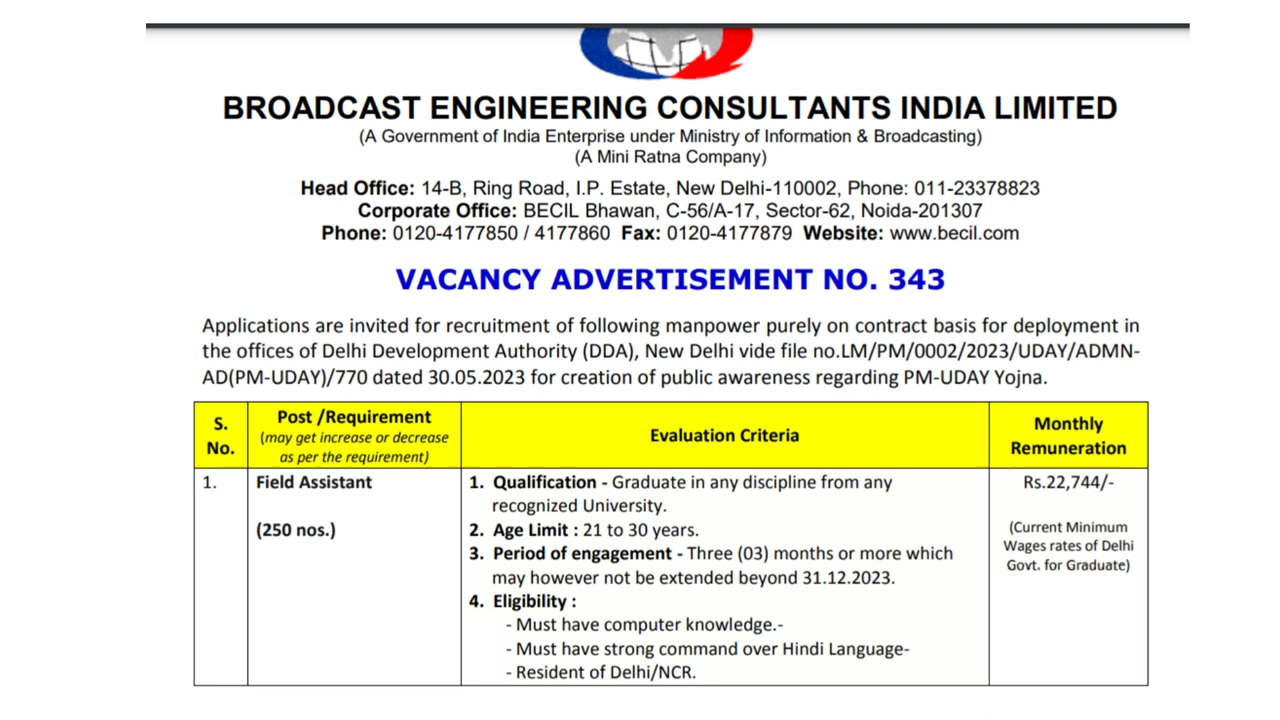 BROADCAST ENGINEERING CONSULTANTS INDIA LIMITED
(A Government of India Enterprise under Ministry of Information & Broadcasting)
(A Mini Ratna Company)
Head Office: 14-B, Ring Road, I.P. Estate, New Delhi-110002, Phone: 011-23378823
Corporate Office: BECIL Bhawan, C-56/A-17, Sector-62, Noida-201307
Phone: 0120-4177850 / 4177860 Fax: 0120-4177879 Website: www.becil.com
VACANCY ADVERTISEMENT NO. 343
Applications are invited for recruitment of following manpower purely on contract basis for deployment in
the offices of Delhi Development Authority (DDA), New Delhi vide file no.LM/PM/0002/2023/UDAY/ADMN-
AD(PM-UDAY)/770 dated 30.05.2023 for creation of public awareness regarding PM-UDAY Yojna.
S.
No.
Post /Requirement
(may get increase or decrease
as per the requirement)
Evaluation Criteria
Monthly
Remuneration
1.
Field Assistant
(250 nos.)
1. Qualification - Graduate in any discipline from any
recognized University.
2. Age Limit : 21 to 30 years.
3. Period of engagement - Three (03) months or more which
may however not be extended beyond 31.12.2023.
4. Eligibility :
- Must have computer knowledge.-
- Must have strong command over Hindi Language-
- Resident of Delhi/NCR.
Rs.22,744/-
(Current Minimum
Wages rates of Delhi
Govt. for Graduate)